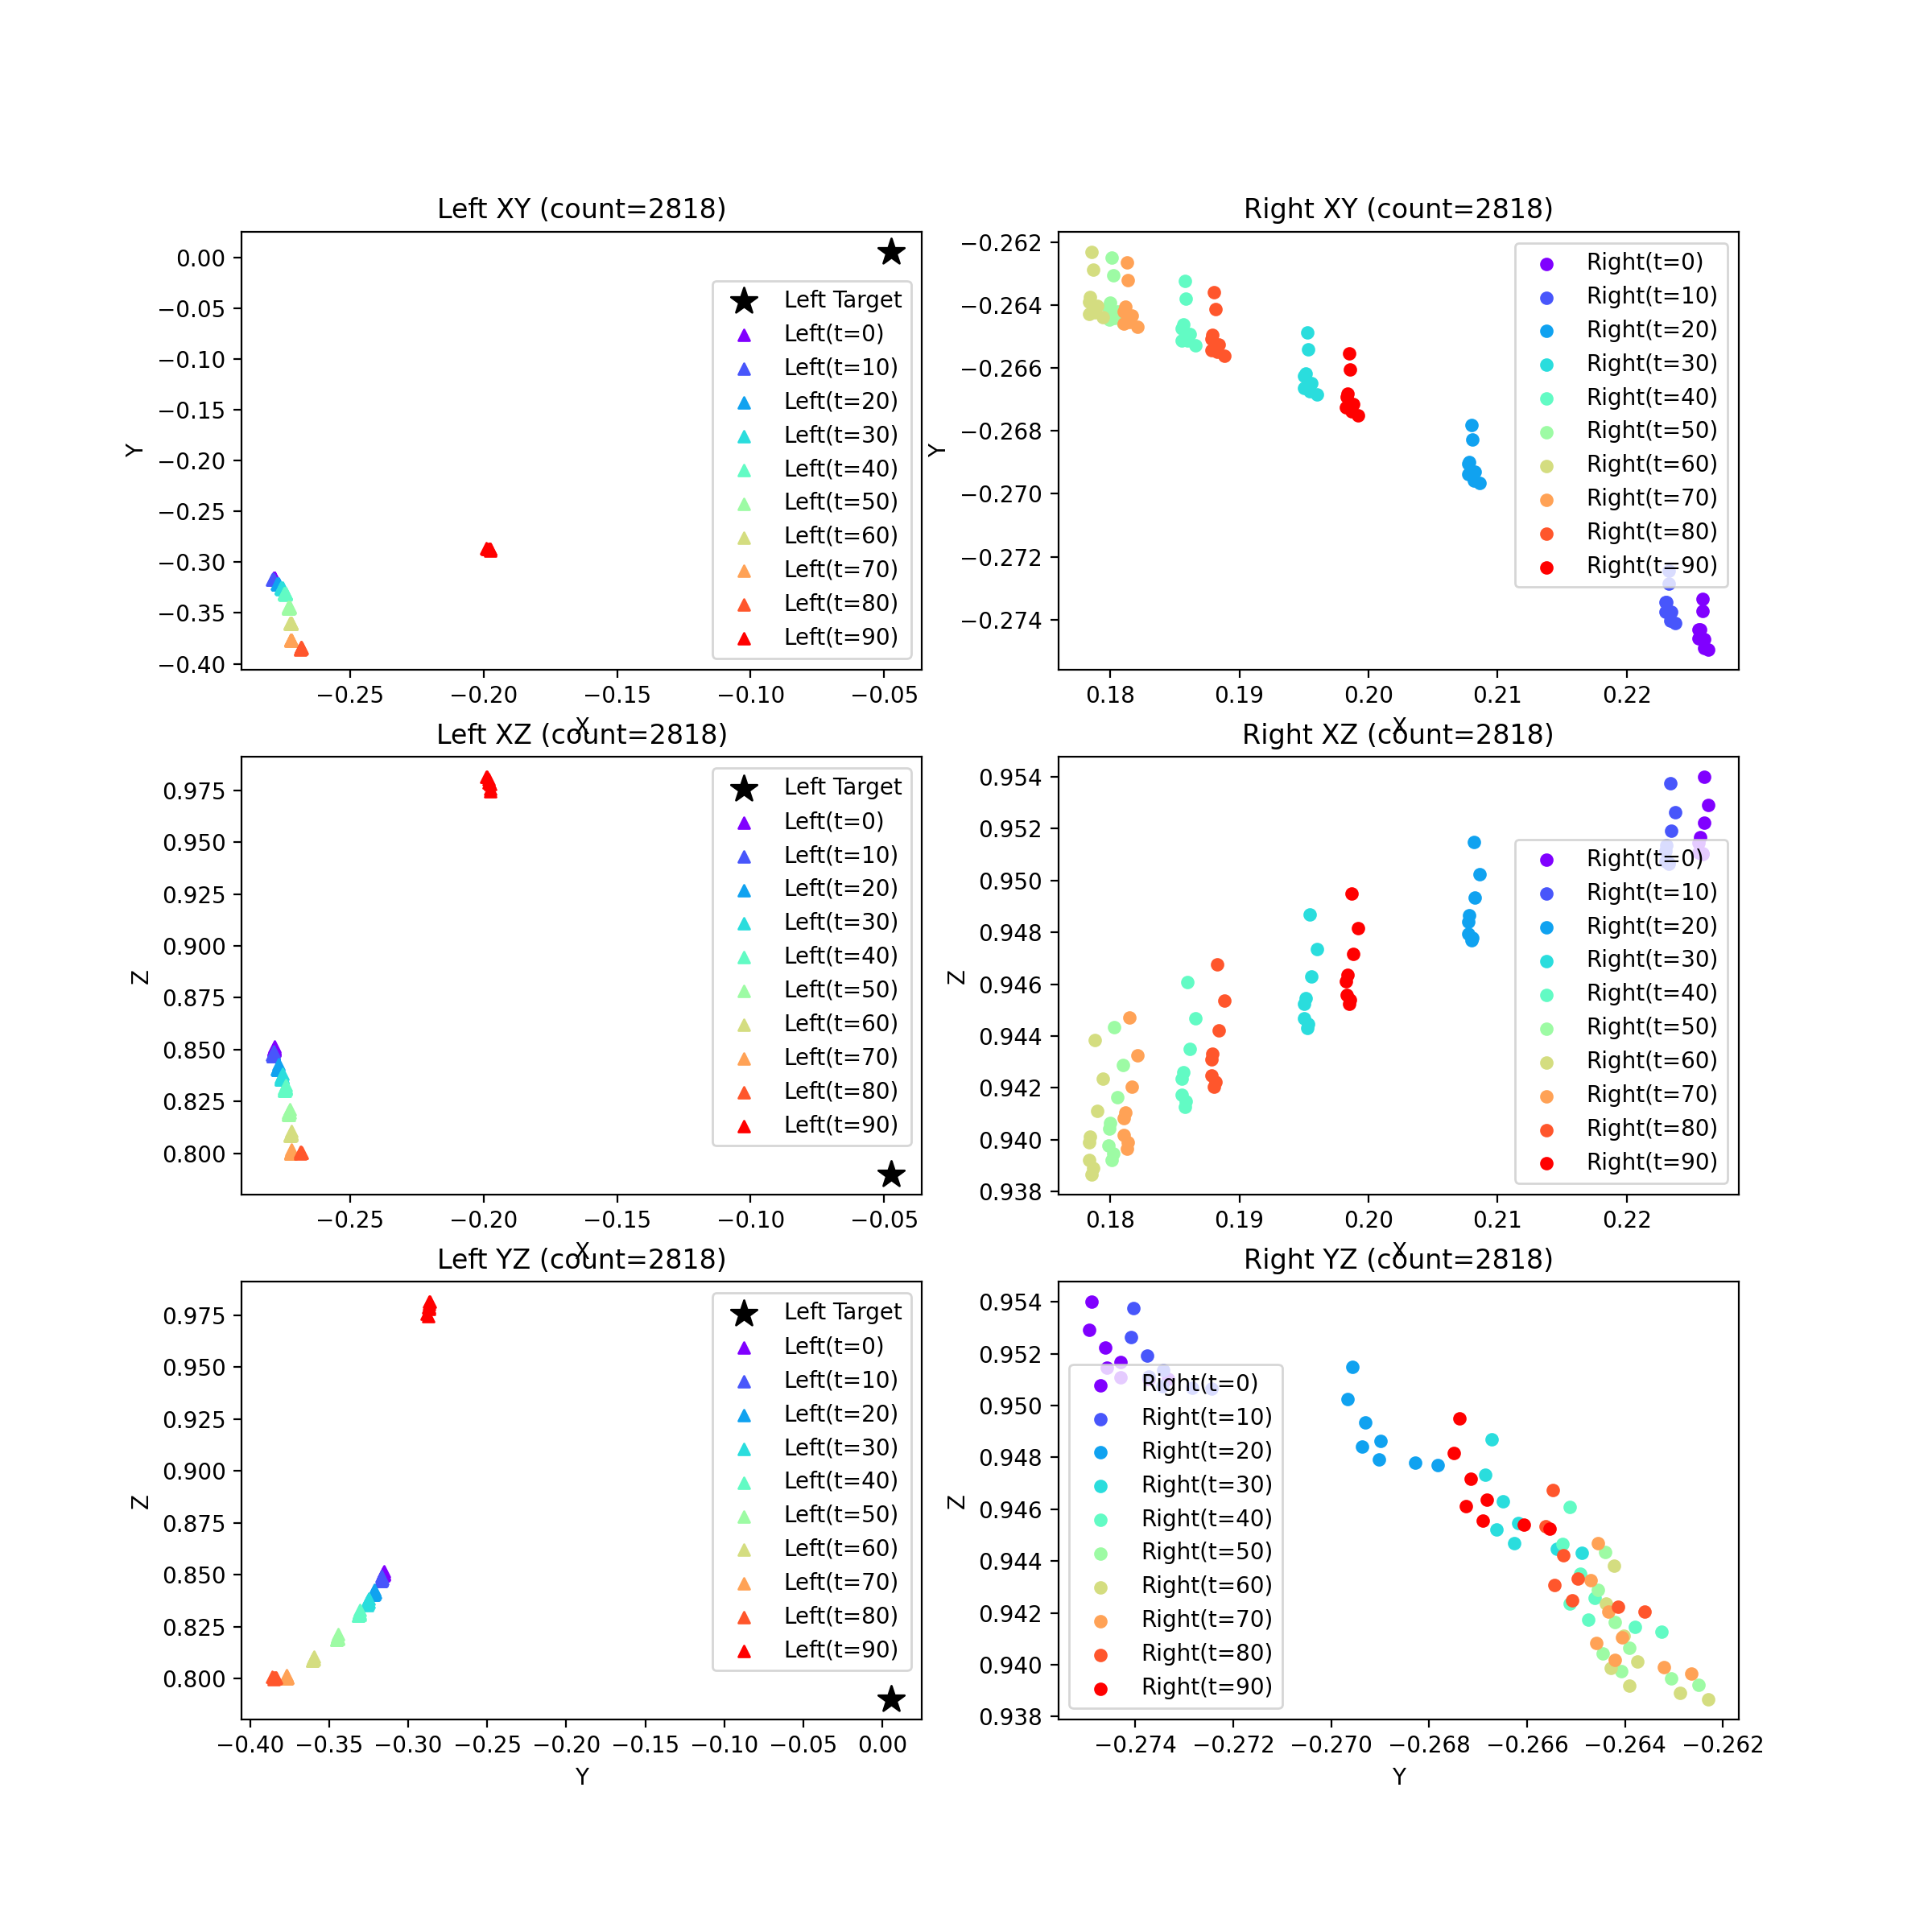 Left XY (count=2818)
Y
0.00
−0.05
−0.10
−0.15
−0.20
−0.25
−0.30
−0.35
−0.40
Left Target
Left(t=0)
Left(t=10)
Left(t=20)
Left(t=30)
Left(t=40)
Left(t=50)
Left(t=60)
Left(t=70)
Left(t=80)
Left(t=90)
−0.25 −0.20 −0.15 −0.10 −0.05
X
Right XY (count=2818)
Y
−0.262
−0.264
−0.266
−0.268
−0.270
−0.272
−0.274
Right(t=0)
Right(t=10)
Right(t=20)
Right(t=30)
Right(t=40)
Right(t=50)
Right(t=60)
Right(t=70)
Right(t=80)
Right(t=90)
0.18 0.19 0.20 0.21 0.22
X
Left XZ (count=2818)
Z
0.975
0.950
0.925
0.900
0.875
0.850
0.825
0.800
Left Target
Left(t=0)
Left(t=10)
Left(t=20)
Left(t=30)
Left(t=40)
Left(t=50)
Left(t=60)
Left(t=70)
Left(t=80)
Left(t=90)
−0.25 −0.20 −0.15 −0.10 −0.05
X
Right XZ (count=2818)
Z
0.954
0.952
0.950
0.948
0.946
0.944
0.942
0.940
0.938
Right(t=0)
Right(t=10)
Right(t=20)
Right(t=30)
Right(t=40)
Right(t=50)
Right(t=60)
Right(t=70)
Right(t=80)
Right(t=90)
0.18 0.19 0.20 0.21 0.22
X
Left YZ (count=2818)
Z
0.975
0.950
0.925
0.900
0.875
0.850
0.825
0.800
Left Target
Left(t=0)
Left(t=10)
Left(t=20)
Left(t=30)
Left(t=40)
Left(t=50)
Left(t=60)
Left(t=70)
Left(t=80)
Left(t=90)
−0.40 −0.35 −0.30 −0.25 −0.20 −0.15 −0.10 −0.05 0.00
Y
Right YZ (count=2818)
Z
0.954
0.952
0.950
0.948
0.946
0.944
0.942
0.940
0.938
Right(t=0)
Right(t=10)
Right(t=20)
Right(t=30)
Right(t=40)
Right(t=50)
Right(t=60)
Right(t=70)
Right(t=80)
Right(t=90)
−0.274 −0.272 −0.270 −0.268 −0.266 −0.264 −0.262
Y